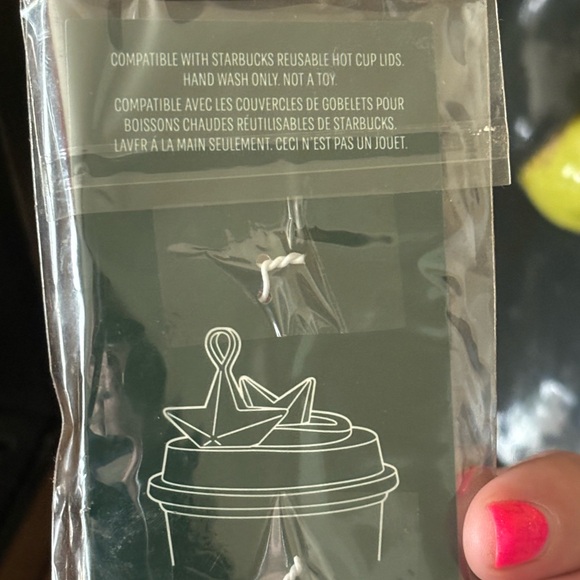 COMPATIBLE WITH STARBUCKS REUSABLE HOT CUP LIDS.
HAND WASH ONLY. NOT A TOY.
COMPATIBLE AVEC LES COUVERCLES DE GOBELETS POUR
BOISSONS CHAUDES RÉUTILISABLES DE STARBUCKS.
LAVER À LA MAIN SEULEMENT. CECI N'EST PAS UN JOUET.